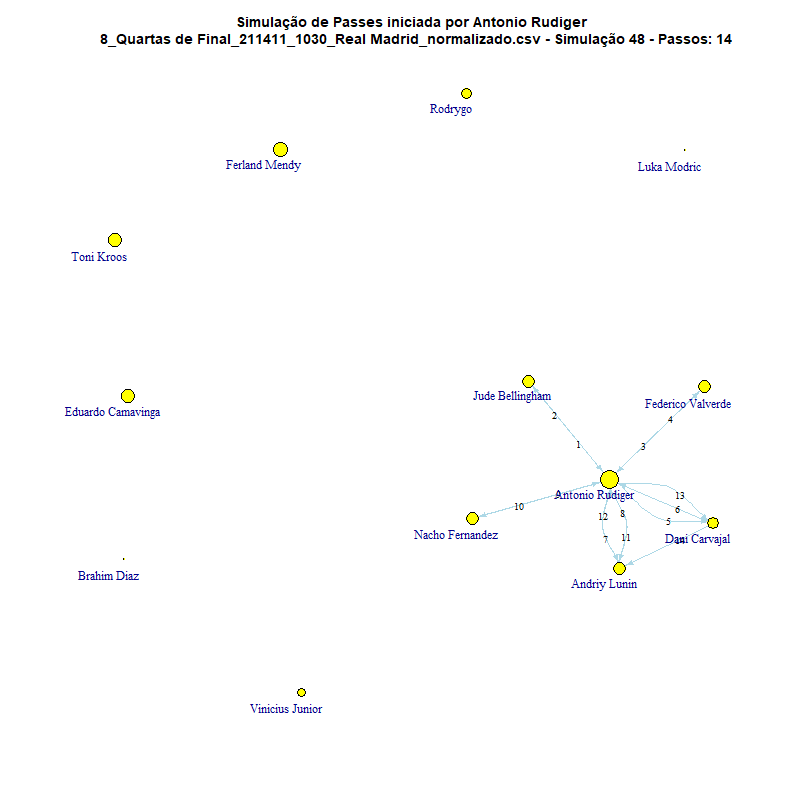 Simulação de Passes iniciada por Antonio Rudiger
8_Quartas de Final_211411_1030_Real Madrid_normalizado.csv - Simulação 48 - Passos: 14
Rodrygo
Ferland Mendy
Luka Modric
Toni Kroos
Jude Bellingham
Federico Valverde
Eduardo Camavinga
2
4
1
3
Antonio Rudiger
13
10
6
12
8
5
Nacho Fernandez
7
11
Dani Carvajal
14
Brahim Diaz
Andriy Lunin
Vinicius Junior